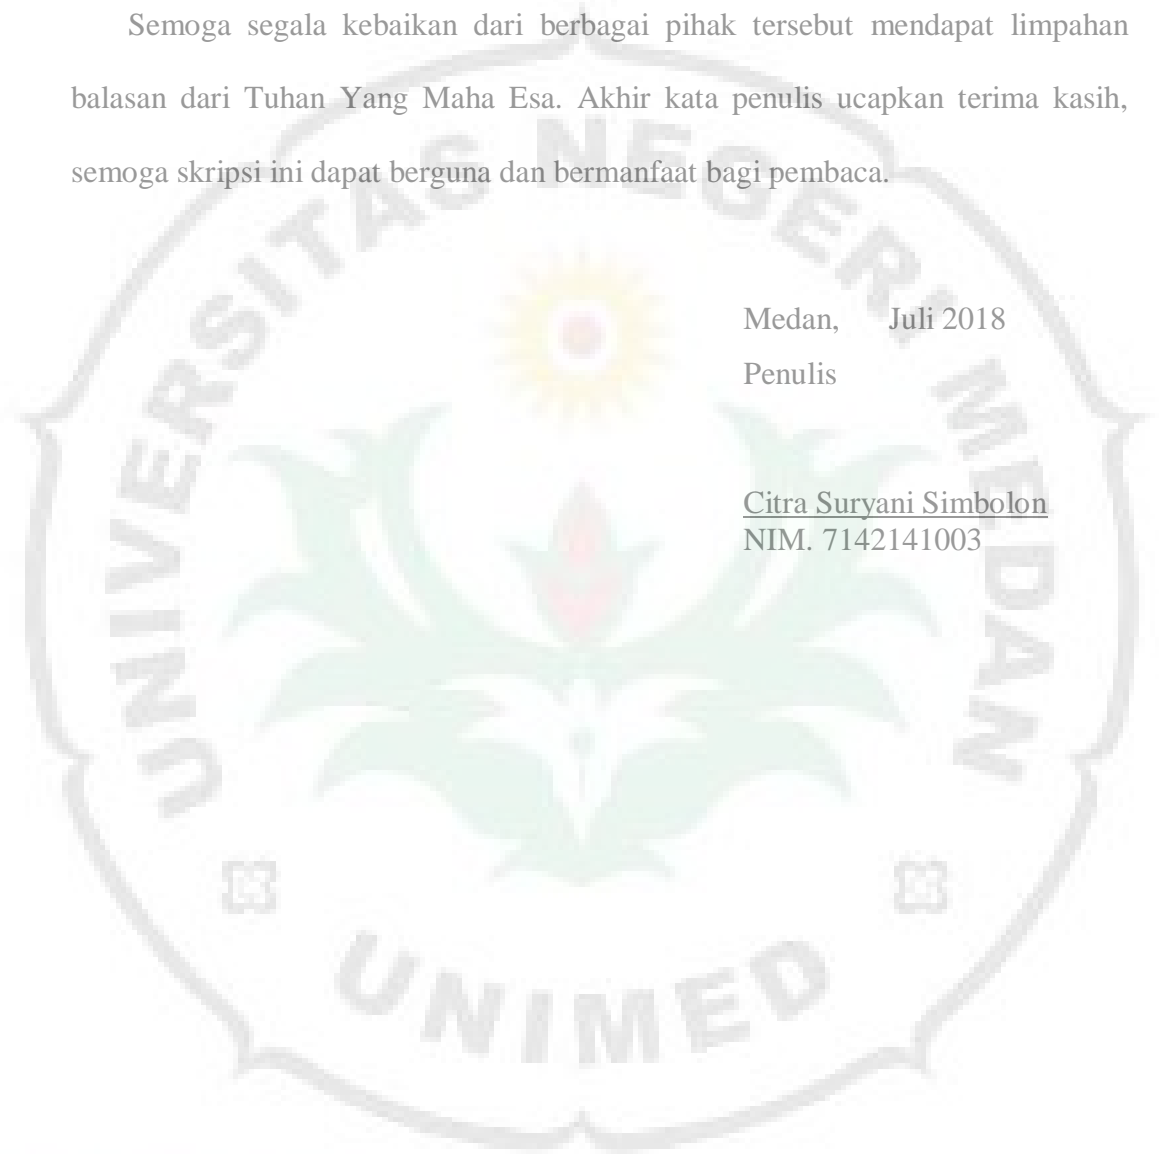 Semoga segala kebaikan dari berbagai pihak tersebut mendapat limpahan
balasan dari Tuhan Yang Maha Esa. Akhir kata penulis ucapkan terima kasih,
semoga skripsi ini dapat berguna dan bermanfaat bagi pembaca.
UNIVERSITAS NEGERI MEDAN
Medan, Juli 2018
Penulis
Citra Suryani Simbolon
NIM. 7142141003
UNIMED